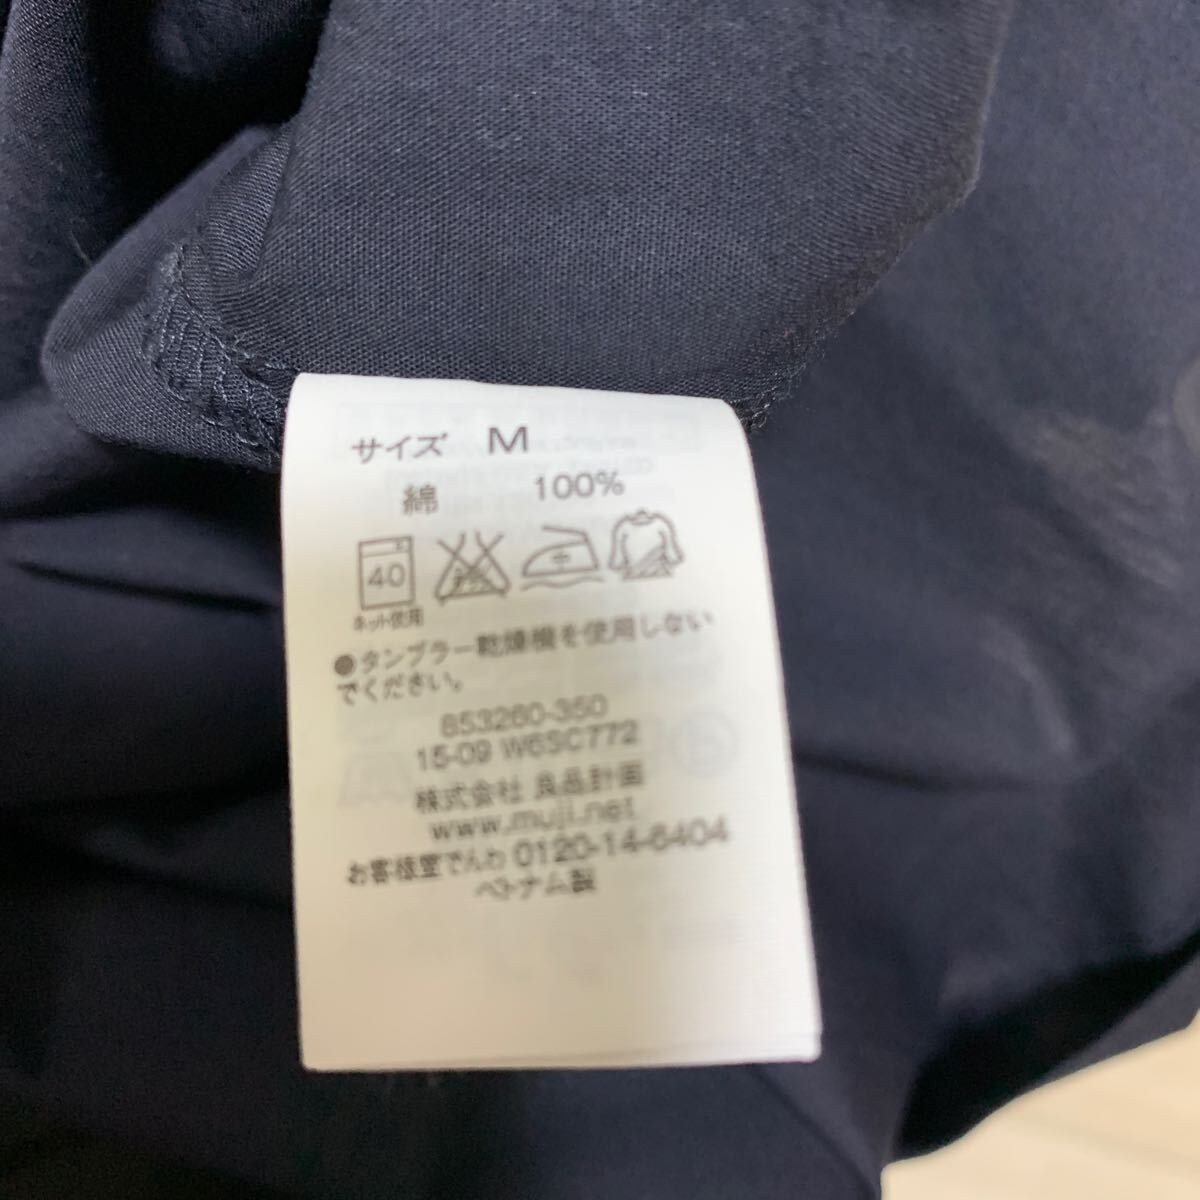 サイズ M
綿 100%
40
ネット使用
●タンブラー乾燥機を使用しない
でください。
853260-350
15-09 W6SC772
株式会社 良品計画
www.muji.net
お客様室でんわ 0120-14-6404
ベトナム製